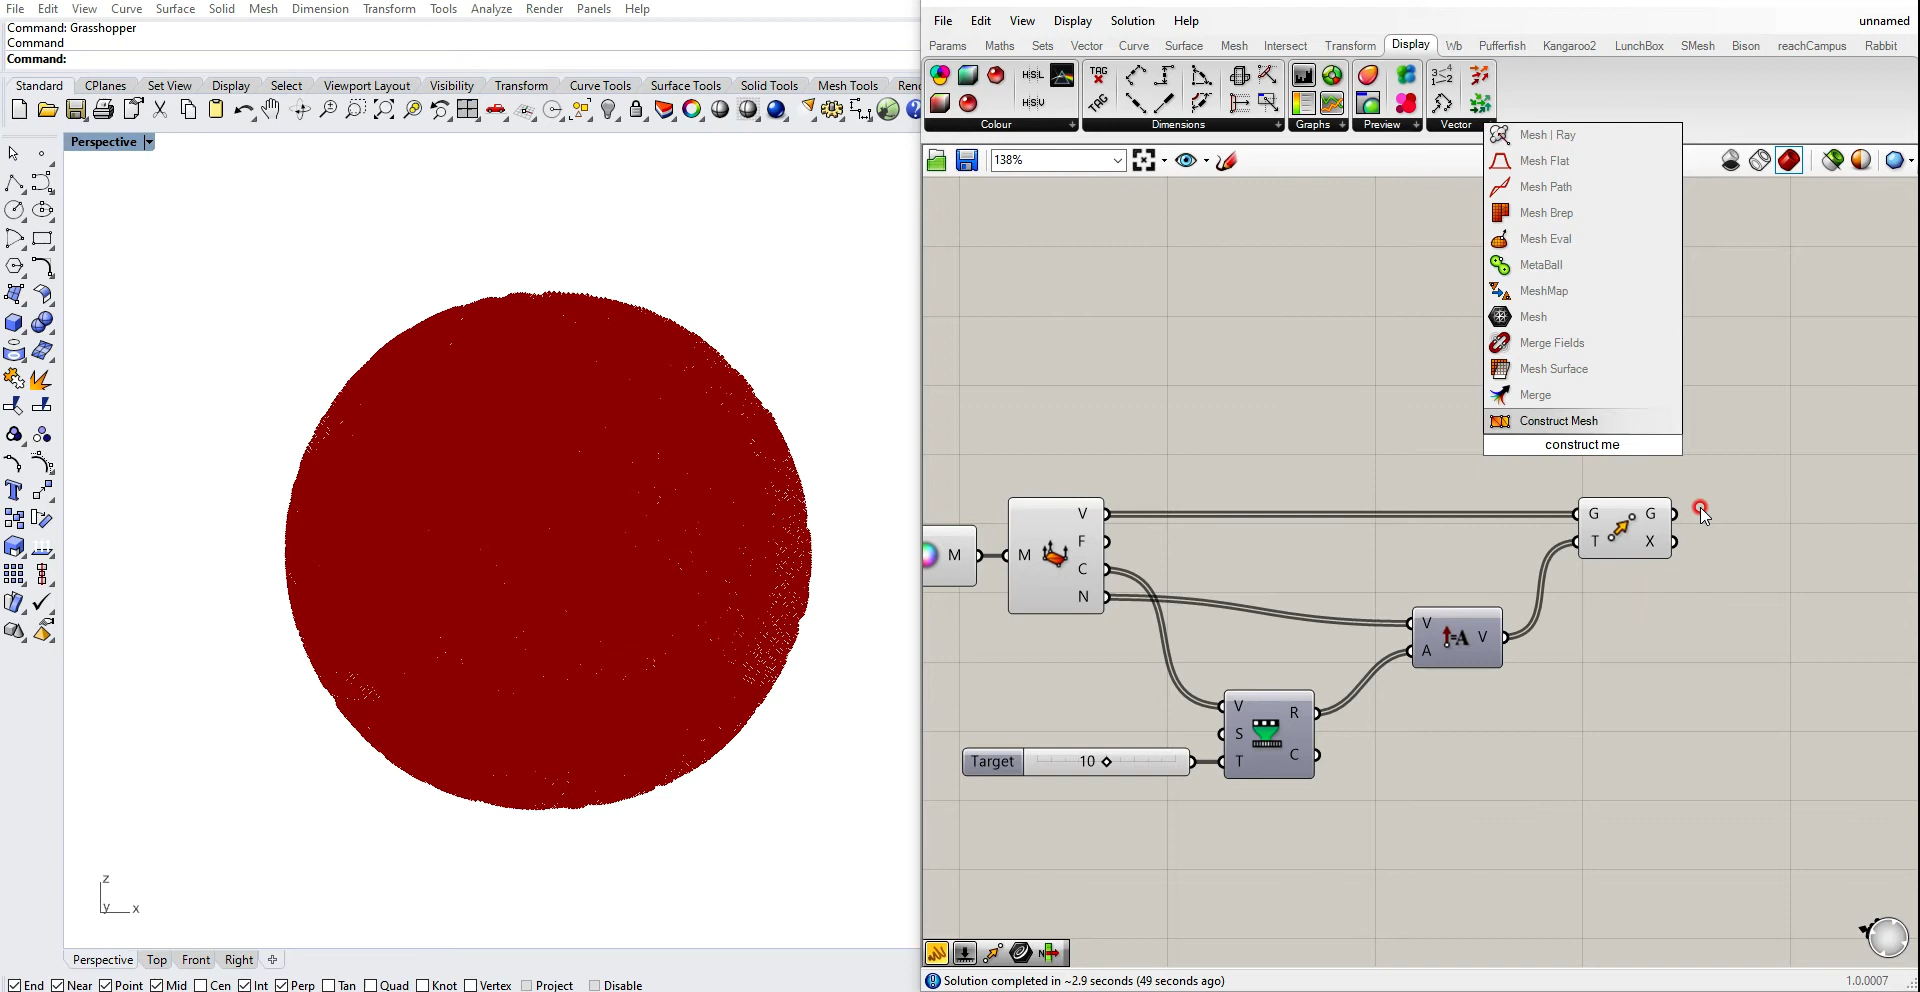 File Edit View Curve Surface Solid Mesh Dimension Transform Tools Analyze Render Panels Help
Command: Grasshopper
Command
Command:
Standard CPlanes Set View Display Select Viewport Layout Visibility Transform Curve Tools Surface Tools Solid Tools Mesh Tools Ren
Perspective
z
y x
Perspective Top Front Right
End Near Point Mid Cen Int Perp Tan Quad Knot Vertex Project Disable
File Edit View Display Solution Help unnamed
Params Maths Sets Vector Curve Surface Mesh Intersect Transform Display Wb Pufferfish Kangaroo2 LunchBox SMesh Bison reachCampus Rabbit
HSL
HSV
TAG
TAG
Colour Dimensions Graphs Preview Vector
138%
Mesh | Ray
Mesh Flat
Mesh Path
Mesh Brep
Mesh Eval
MetaBall
MeshMap
Mesh
Merge Fields
Mesh Surface
Merge
Construct Mesh
construct me
M
M V F C N
G T G X
V A =A V
V S T R C
Target 10
Solution completed in ~2.9 seconds (49 seconds ago) 1.0.0007